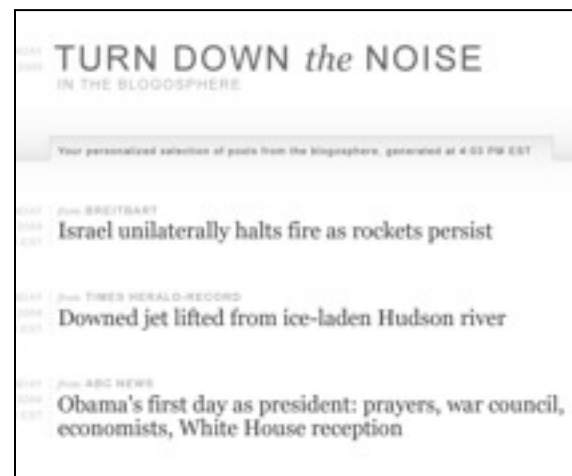 TURN DOWN the NOISE
IN THE BLOGOSPHERE
Your personalized selection of posts from the blogosphere, generated at 4:03 PM EST
from BREITBART
Israel unilaterally halts fire as rockets persist
from TIMES HERALD-RECORD
Downed jet lifted from ice-laden Hudson river
from ABC NEWS
Obama's first day as president: prayers, war council,
economists, White House reception